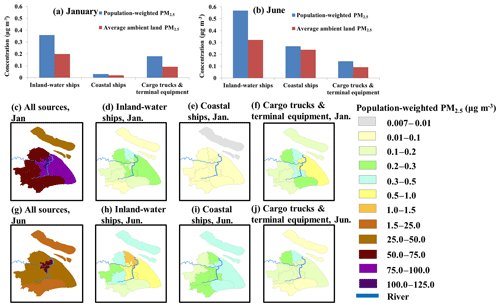 (a) January
Population-weighted PM2.5
Average ambient land PM2.5
Concentration (µg m-3)
0.6
0.5
0.4
0.3
0.2
0.1
0
Inland-water ships
Coastal ships
Cargo trucks & terminal equipment
(b) June
Population-weighted PM2.5
Average ambient land PM2.5
Concentration (µg m-3)
0.6
0.5
0.4
0.3
0.2
0.1
0
Inland-water ships
Coastal ships
Cargo trucks & terminal equipment
(c) All sources, Jan
(d) Inland-water ships, Jan.
(e) Coastal ships, Jan.
(f) Cargo trucks & terminal equipment, Jan.
(g) All sources, Jun
(h) Inland-water ships, Jun.
(i) Coastal ships, Jun.
(j) Cargo trucks & terminal equipment, Jun.
Population-weighted PM2.5 (µg m-3)
0.007–0.01
0.01–0.1
0.1–0.2
0.2–0.3
0.3–0.5
0.5–1.0
1.0–1.5
1.5–25.0
25.0–50.0
50.0–75.0
75.0–100.0
100.0–125.0
River